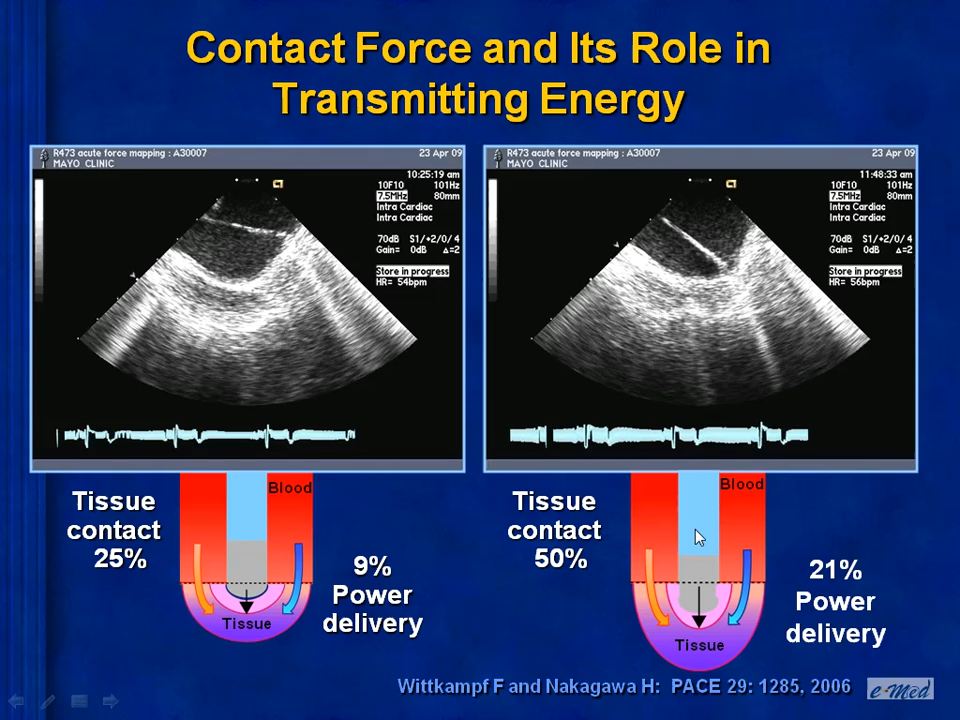 Contact Force and Its Role in
Transmitting Energy
R473 acute force mapping : A30007
23 Apr 09
MAYO CLINIC
10:25:19 am
10F10 101Hz
7.5MHz 80mm
Intra Cardiac
Intra Cardiac
70dB S1/+2/0/4
Gain= 0dB Δ=2
Store in progress
HR= 54bpm
R473 acute force mapping : A30007
23 Apr 09
MAYO CLINIC
11:48:33 am
10F10 101Hz
7.5MHz 80mm
Intra Cardiac
Intra Cardiac
70dB S1/+2/0/4
Gain= 0dB Δ=2
Store in progress
HR= 56bpm
Tissue
contact
25%
Blood
Tissue
9%
Power
delivery
Tissue
contact
50%
Blood
Tissue
21%
Power
delivery
Wittkampf F and Nakagawa H: PACE 29: 1285, 2006
e-Med